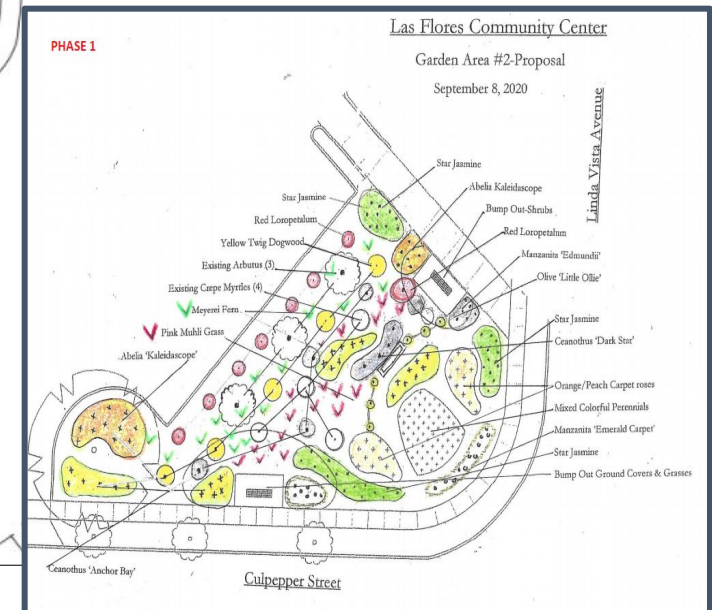 PHASE 1
Las Flores Community Center
Garden Area #2-Proposal
September 8, 2020
Linda Vista Avenue
Star Jasmine
Abelia Kaleidascope
Bump Out-Shrubs
Red Loropetalum
Manzanita 'Edmundii'
Olive 'Little Ollie'
Star Jasmine
Ceanothus 'Dark Star'
Orange/Peach Carpet roses
Mixed Colorful Perennials
Manzanita 'Emerald Carpet'
Star Jasmine
Bump Out Ground Covers & Grasses
Star Jasmine
Red Loropetalum
Yellow Twig Dogwood
Existing Arbutus (3)
Existing Crepe Myrtles (4)
Meyerei Fern
Pink Muhli Grass
Abelia 'Kaleidascope'
Ceanothus 'Anchor Bay'
Culpepper Street